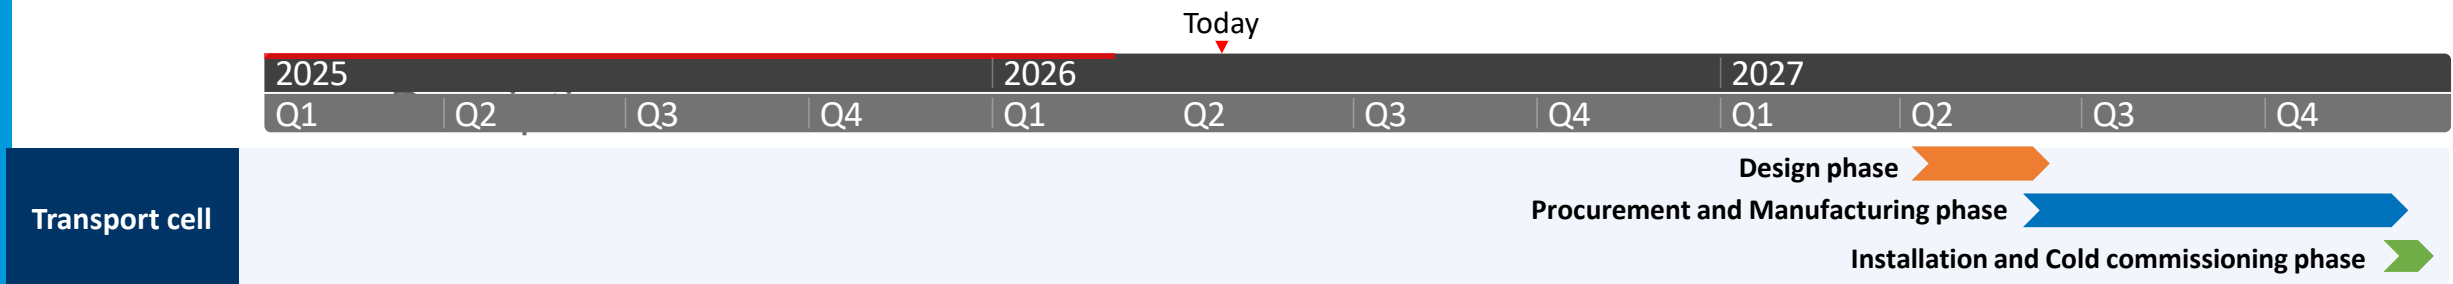 Today
2025 2026 2027
Q1 Q2 Q3 Q4 Q1 Q2 Q3 Q4 Q1 Q2 Q3 Q4
Design phase
Transport cell
Procurement and Manufacturing phase
Installation and Cold commissioning phase